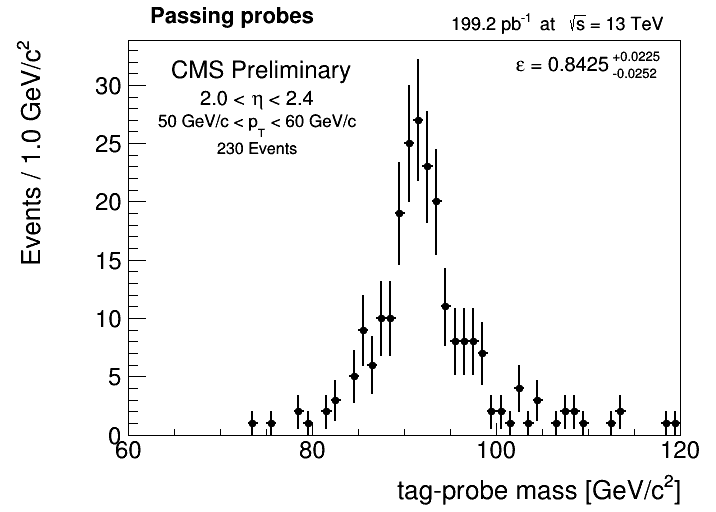 Passing probes
199.2 pb⁻¹ at √s = 13 TeV
CMS Preliminary
ε = 0.8425 +0.0225 -0.0252
2.0 < η < 2.4
50 GeV/c < p_T < 60 GeV/c
230 Events
Events / 1.0 GeV/c²
30
25
20
15
10
5
0
60 80 100 120
tag-probe mass [GeV/c²]